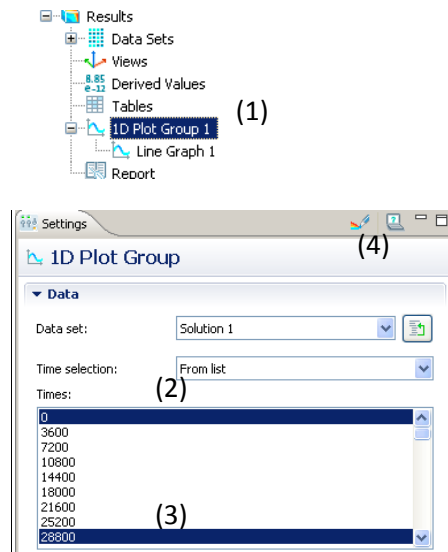 Results
Data Sets
Views
8.85
e-12 Derived Values
Tables
(1)
1D Plot Group 1
Line Graph 1
Report
Settings
(4)
1D Plot Group
Data
Data set: Solution 1
Time selection: From list
(2)
Times:
0
3600
7200
10800
14400
18000
21600
25200
(3)
28800